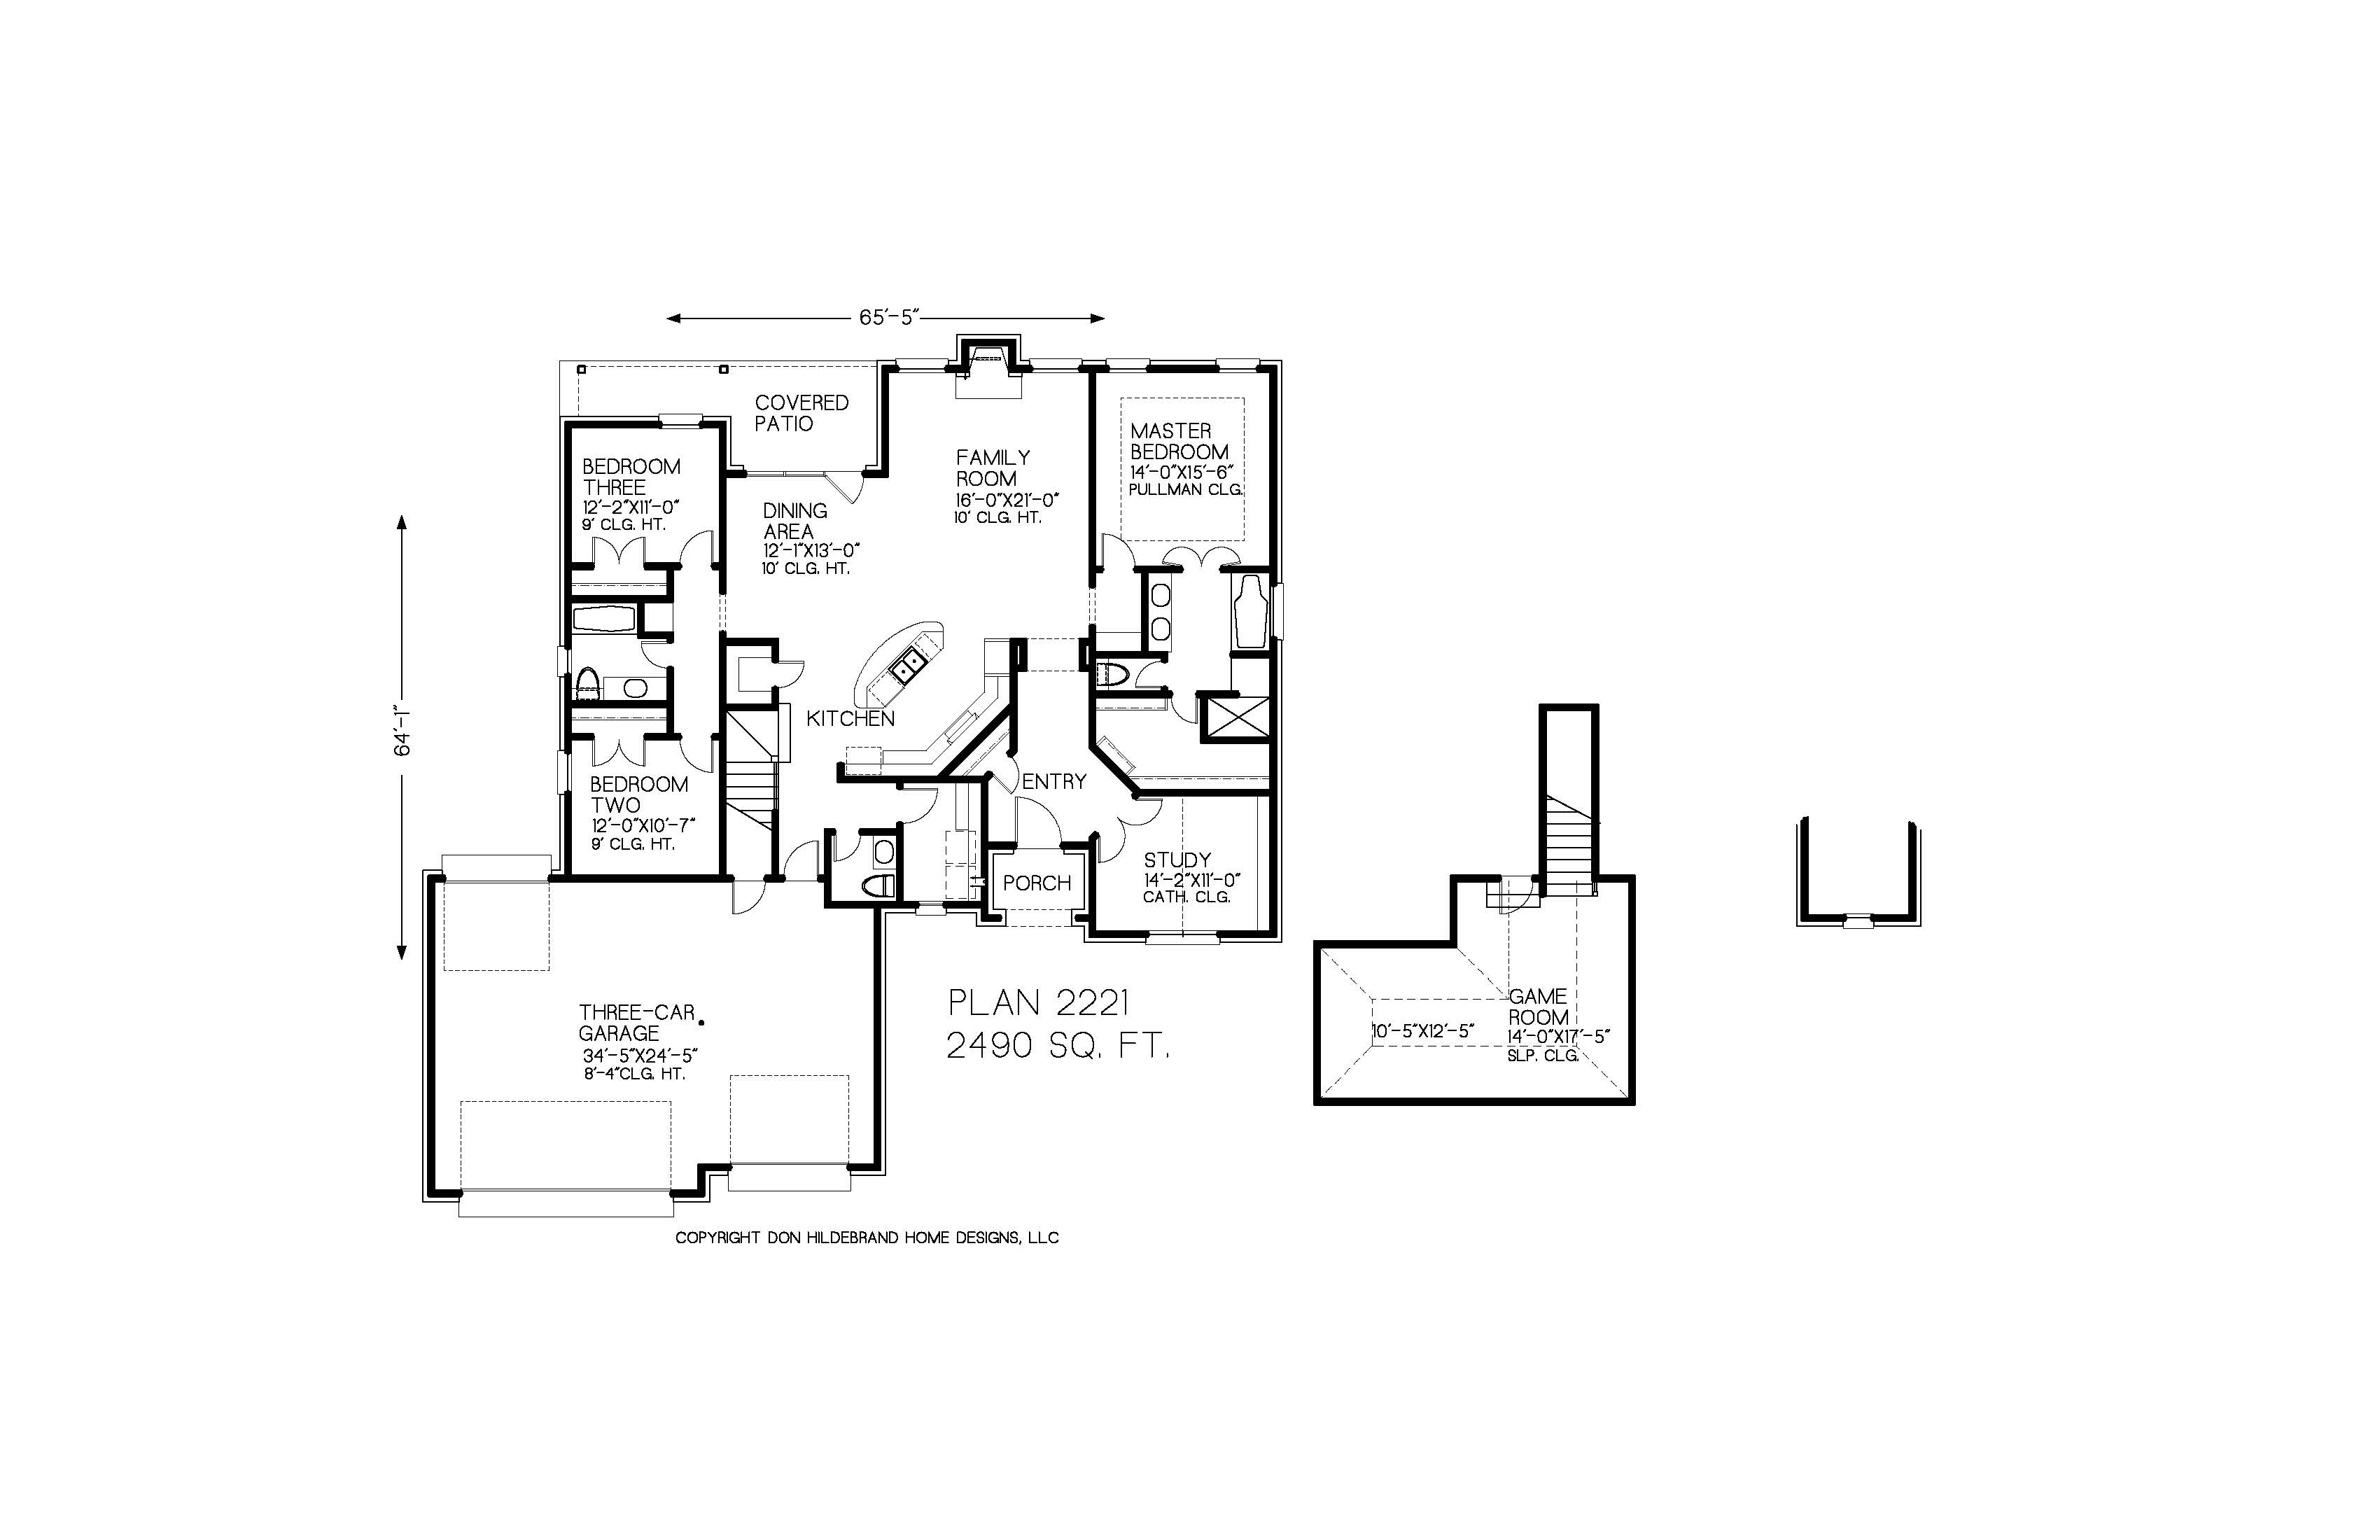 65'-5"
COVERED
PATIO
MASTER
BEDROOM
14'-0"X15'-6"
PULLMAN CLG.
FAMILY
ROOM
16'-0"X21'-0"
10' CLG. HT.
BEDROOM
THREE
12'-2"X11'-0"
9' CLG. HT.
DINING
AREA
12'-1"X13'-0"
10' CLG. HT.
64'-1"
KITCHEN
ENTRY
BEDROOM
TWO
12'-0"X10'-7"
9' CLG. HT.
STUDY
14'-2"X11'-0"
CATH. CLG.
PORCH
PLAN 2221
2490 SQ. FT.
THREE-CAR
GARAGE
34'-5"X24'-5"
8'-4"CLG. HT.
GAME
ROOM
14'-0"X17'-5"
SLP. CLG.
10'-5"X12'-5"
COPYRIGHT DON HILDEBRAND HOME DESIGNS, LLC